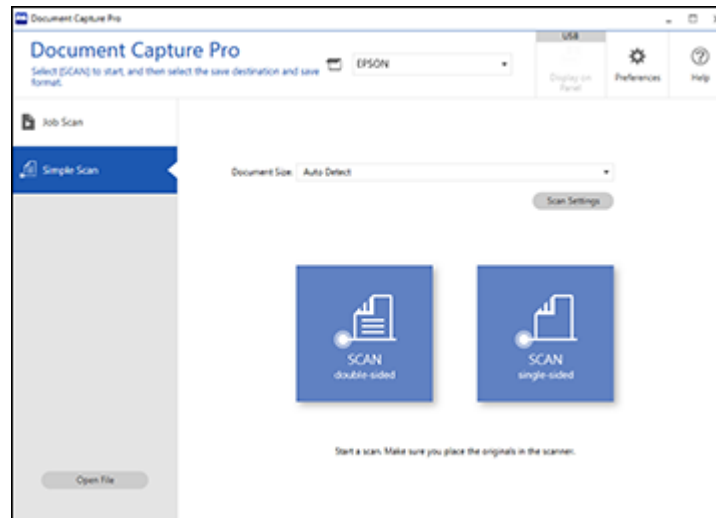 Document Capture Pro
Document Capture Pro
Select [SCAN] to start, and then select the save destination and save
format.
EPSON
USB
Display on
Panel
Preferences
Help
Job Scan
Simple Scan
Document Size:
Auto Detect
Scan Settings
SCAN
double-sided
SCAN
single-sided
Start a scan. Make sure you place the originals in the scanner.
Open File